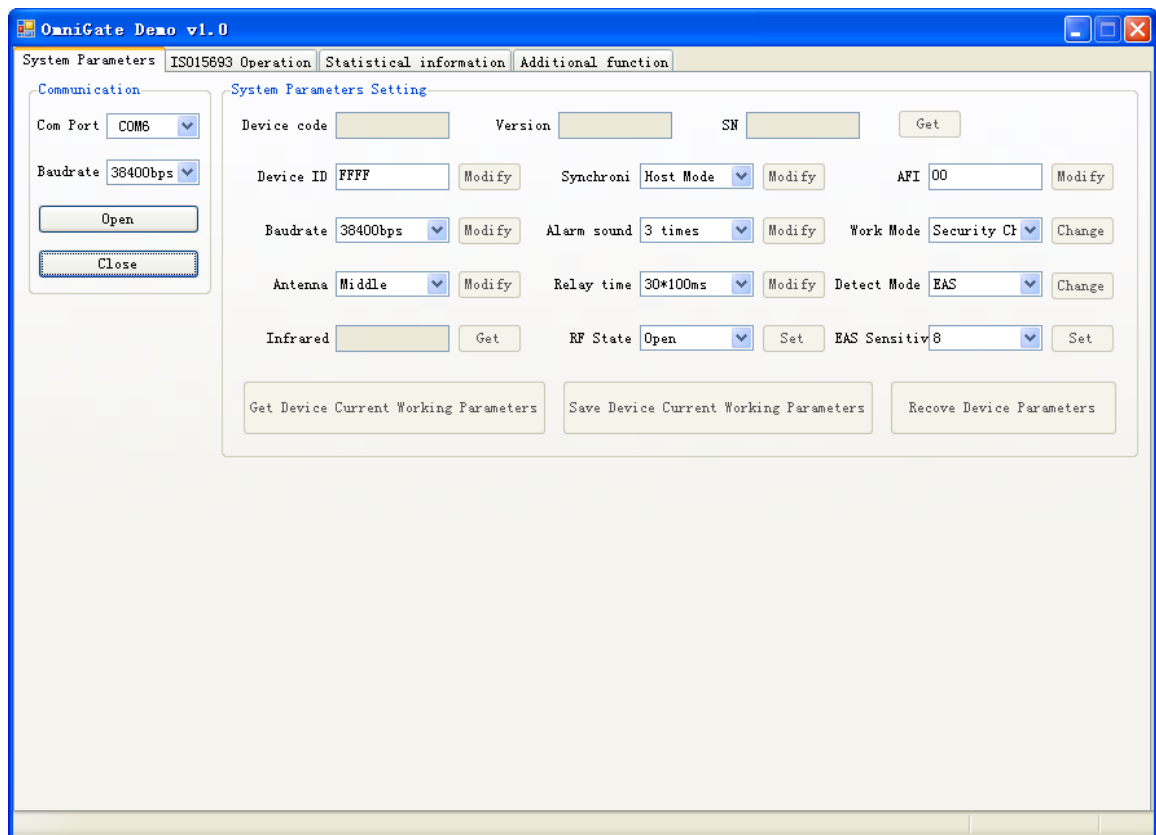 OmniGate Demo v1.0
System Parameters ISO15693 Operation Statistical information Additional function
Communication
Com Port COM6
Baudrate 38400bps
Open
Close
System Parameters Setting
Device code Version SN Get
Device ID FFFF Modify Synchroni Host Mode Modify AFI 00 Modify
Baudrate 38400bps Modify Alarm sound 3 times Modify Work Mode Security Ch Change
Antenna Middle Modify Relay time 30*100ms Modify Detect Mode EAS Change
Infrared Get RF State Open Set EAS Sensitiv 8 Set
Get Device Current Working Parameters Save Device Current Working Parameters Recove Device Parameters